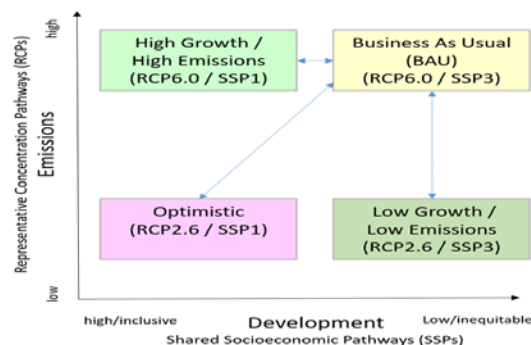 high
Representative Concentration Pathways (RCPs)
Emissions
low
High Growth /
High Emissions
(RCP6.0 / SSP1)
Business As Usual
(BAU)
(RCP6.0 / SSP3)
Optimistic
(RCP2.6 / SSP1)
Low Growth /
Low Emissions
(RCP2.6 / SSP3)
high/inclusive
Development
Low/inequitable
Shared Socioeconomic Pathways (SSPs)